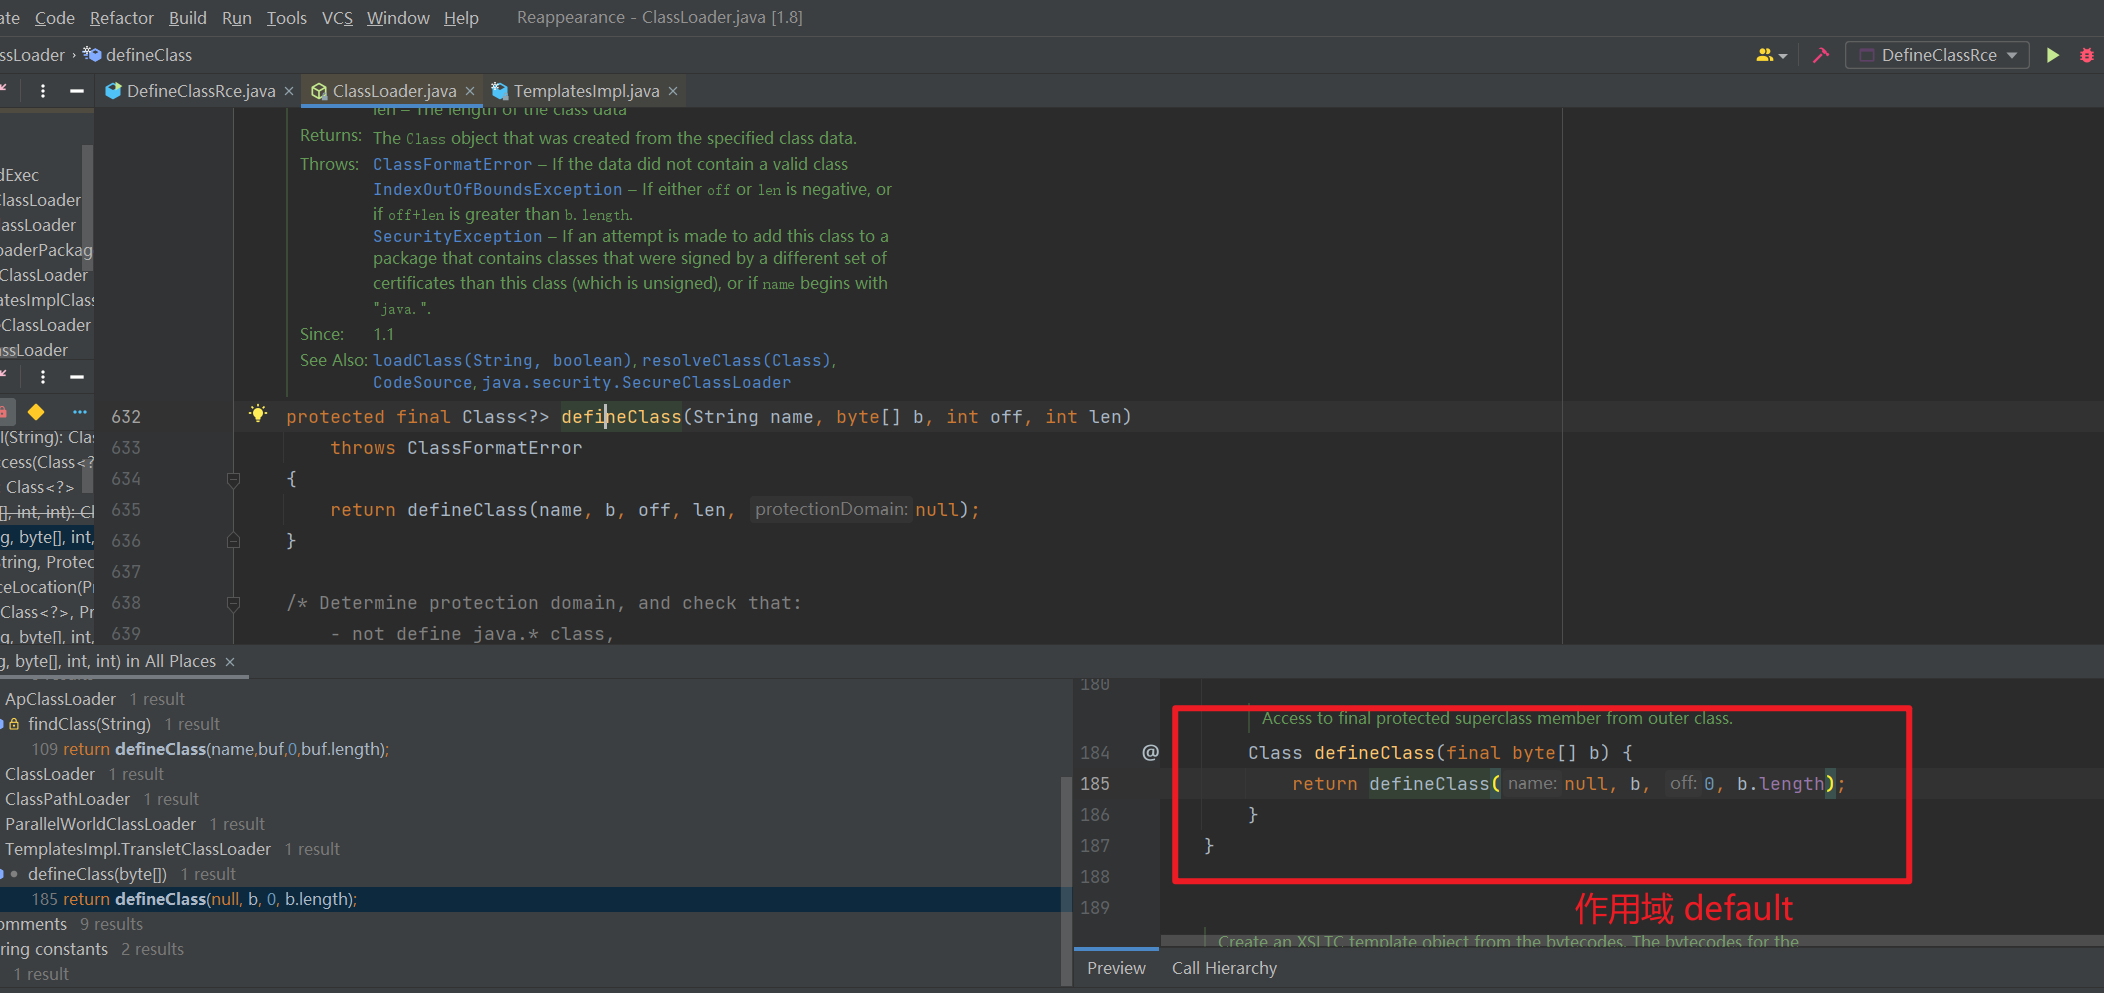 ate Code Refactor Build Run Tools VCS Window Help Reappearance - ClassLoader.java [1.8]
ssLoader › defineClass
DefineClassRce
DefineClassRce.java × ClassLoader.java × TemplatesImpl.java ×
len – The length of the class data
Returns: The Class object that was created from the specified class data.
Throws: ClassFormatError – If the data did not contain a valid class
IndexOutOfBoundsException – If either off or len is negative, or
if off+len is greater than b.length.
SecurityException – If an attempt is made to add this class to a
package that contains classes that were signed by a different set of
certificates than this class (which is unsigned), or if name begins with
"java.".
Since: 1.1
See Also: loadClass(String, boolean), resolveClass(Class),
CodeSource, java.security.SecureClassLoader
dExec
ClassLoader
assLoader
oaderPackag
ClassLoader
atesImplClass
eClassLoader
assLoader
l(String): Clas
cess(Class<?
Class<?>
[], int, int): Cl
g, byte[], int,
String, Protec
ceLocation(P
Class<?>, Pr
g, byte[], int,
632 protected final Class<?> defineClass(String name, byte[] b, int off, int len)
633 throws ClassFormatError
634 {
635 return defineClass(name, b, off, len, protectionDomain: null);
636 }
637
638 /* Determine protection domain, and check that:
639 - not define java.* class,
g, byte[], int, int) in All Places ×
ApClassLoader 1 result
findClass(String) 1 result
109 return defineClass(name,buf,0,buf.length);
ClassLoader 1 result
ClassPathLoader 1 result
ParallelWorldClassLoader 1 result
TemplatesImpl.TransletClassLoader 1 result
defineClass(byte[]) 1 result
185 return defineClass(null, b, 0, b.length);
omments 9 results
ring constants 2 results
1 result
180
Access to final protected superclass member from outer class.
184 @ Class defineClass(final byte[] b) {
185 return defineClass( name: null, b, off: 0, b.length);
186 }
187 }
188
189
作用域 default
Create an XSLTC template object from the bytecodes. The bytecodes for the
Preview Call Hierarchy